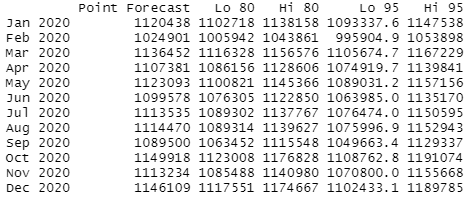 Point Forecast Lo 80 Hi 80 Lo 95 Hi 95
Jan 2020 1120438 1102718 1138158 1093337.6 1147538
Feb 2020 1024901 1005942 1043861 995904.9 1053898
Mar 2020 1136452 1116328 1156576 1105674.7 1167229
Apr 2020 1107381 1086156 1128606 1074919.7 1139841
May 2020 1123093 1100821 1145366 1089031.2 1157156
Jun 2020 1099578 1076305 1122850 1063985.0 1135170
Jul 2020 1113535 1089302 1137767 1076474.0 1150595
Aug 2020 1114470 1089314 1139627 1075996.9 1152943
Sep 2020 1089500 1063452 1115548 1049663.4 1129337
Oct 2020 1149918 1123008 1176828 1108762.8 1191074
Nov 2020 1113234 1085488 1140980 1070800.0 1155668
Dec 2020 1146109 1117551 1174667 1102433.1 1189785